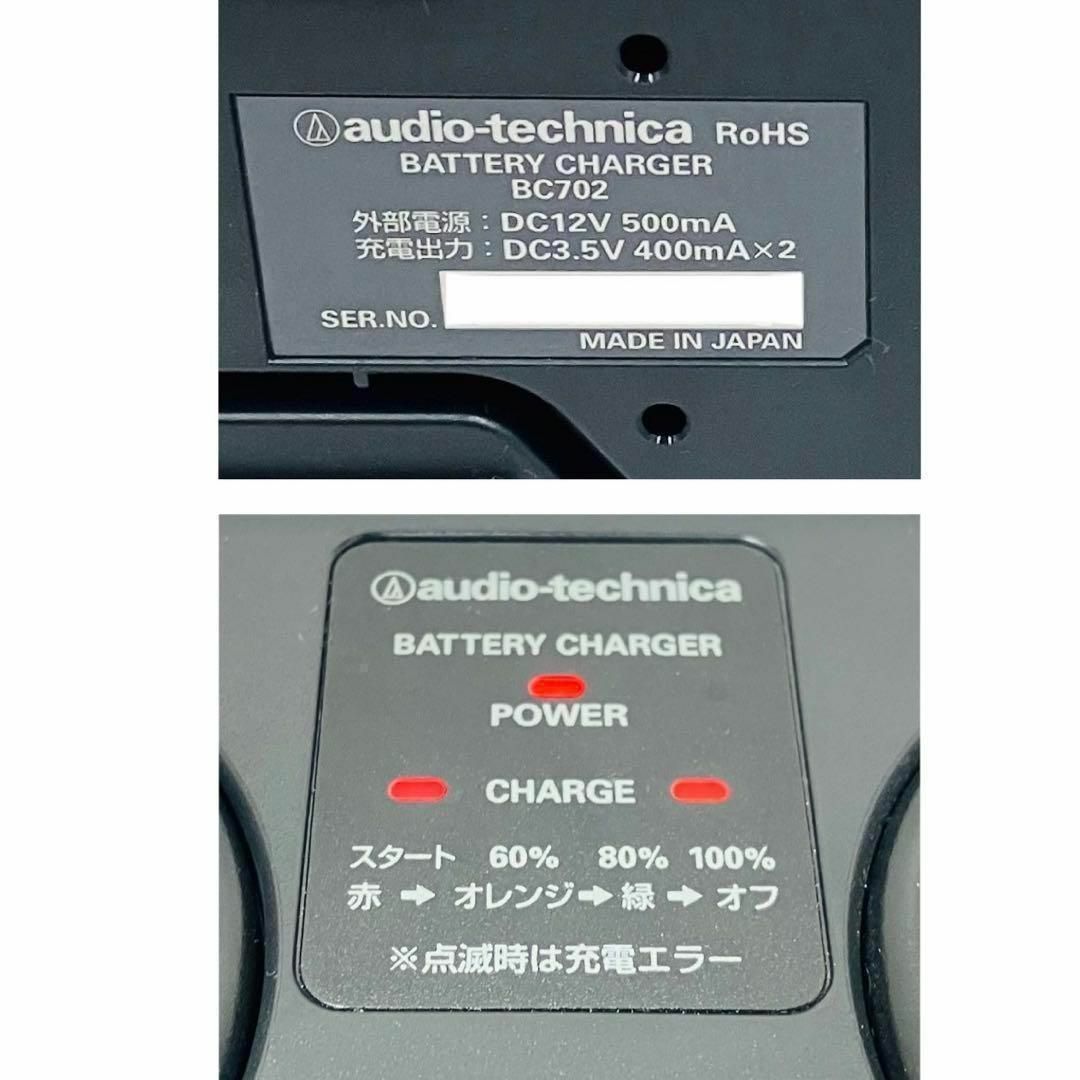 audio-technica RoHS
BATTERY CHARGER
BC702
外部電源：DC12V 500mA
充電出力：DC3.5V 400mA×2
SER.NO.
MADE IN JAPAN
audio-technica
BATTERY CHARGER
POWER
CHARGE
スタート 60% 80% 100%
赤 ➡ オレンジ ➡ 緑 ➡ オフ
※点滅時は充電エラー